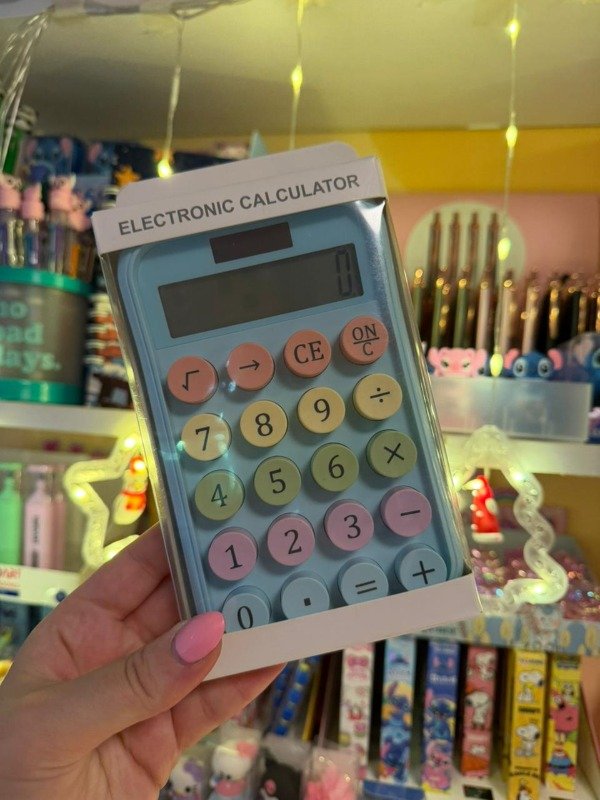 ELECTRONIC CALCULATOR
0.
√ → CE ON/C
7 8 9 ÷
4 5 6 ×
1 2 3 −
0 . = +